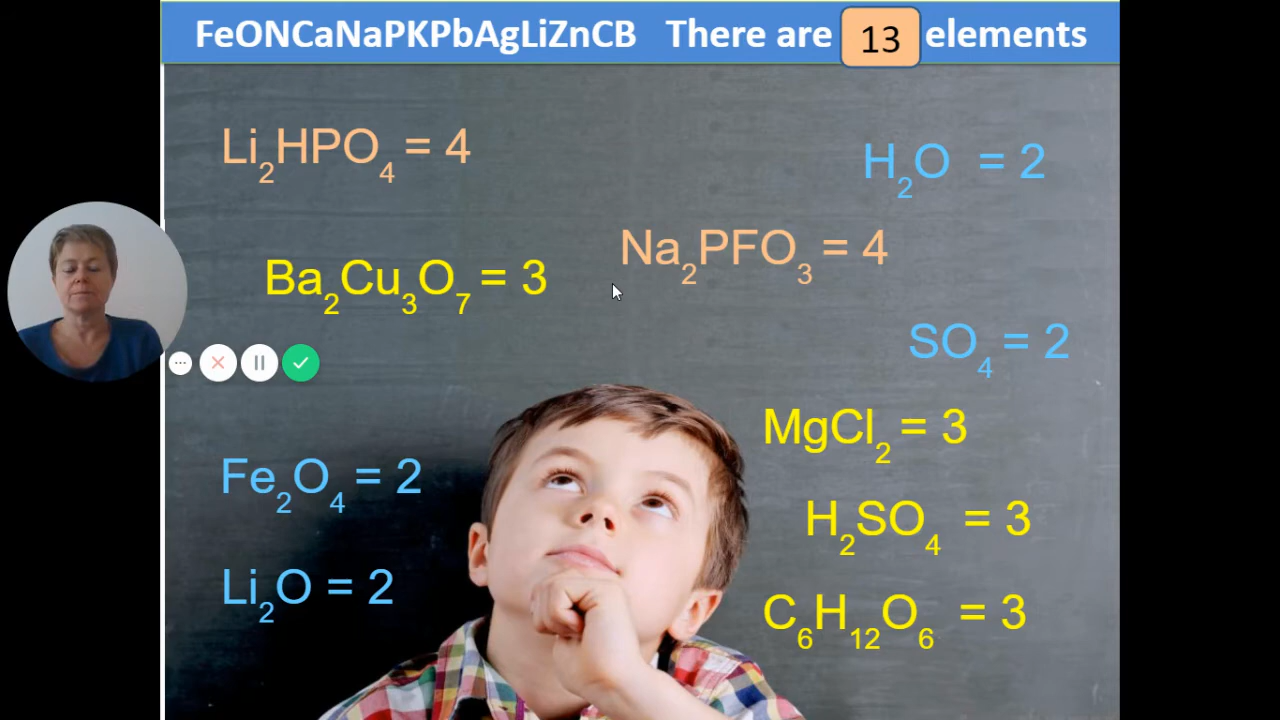 FeONCaNaPKPbAgLiZnCB There are 13 elements
Li₂HPO₄ = 4
H₂O = 2
Na₂PFO₃ = 4
Ba₂Cu₃O₇ = 3
SO₄ = 2
MgCl₂ = 3
Fe₂O₄ = 2
H₂SO₄ = 3
Li₂O = 2
C₆H₁₂O₆ = 3